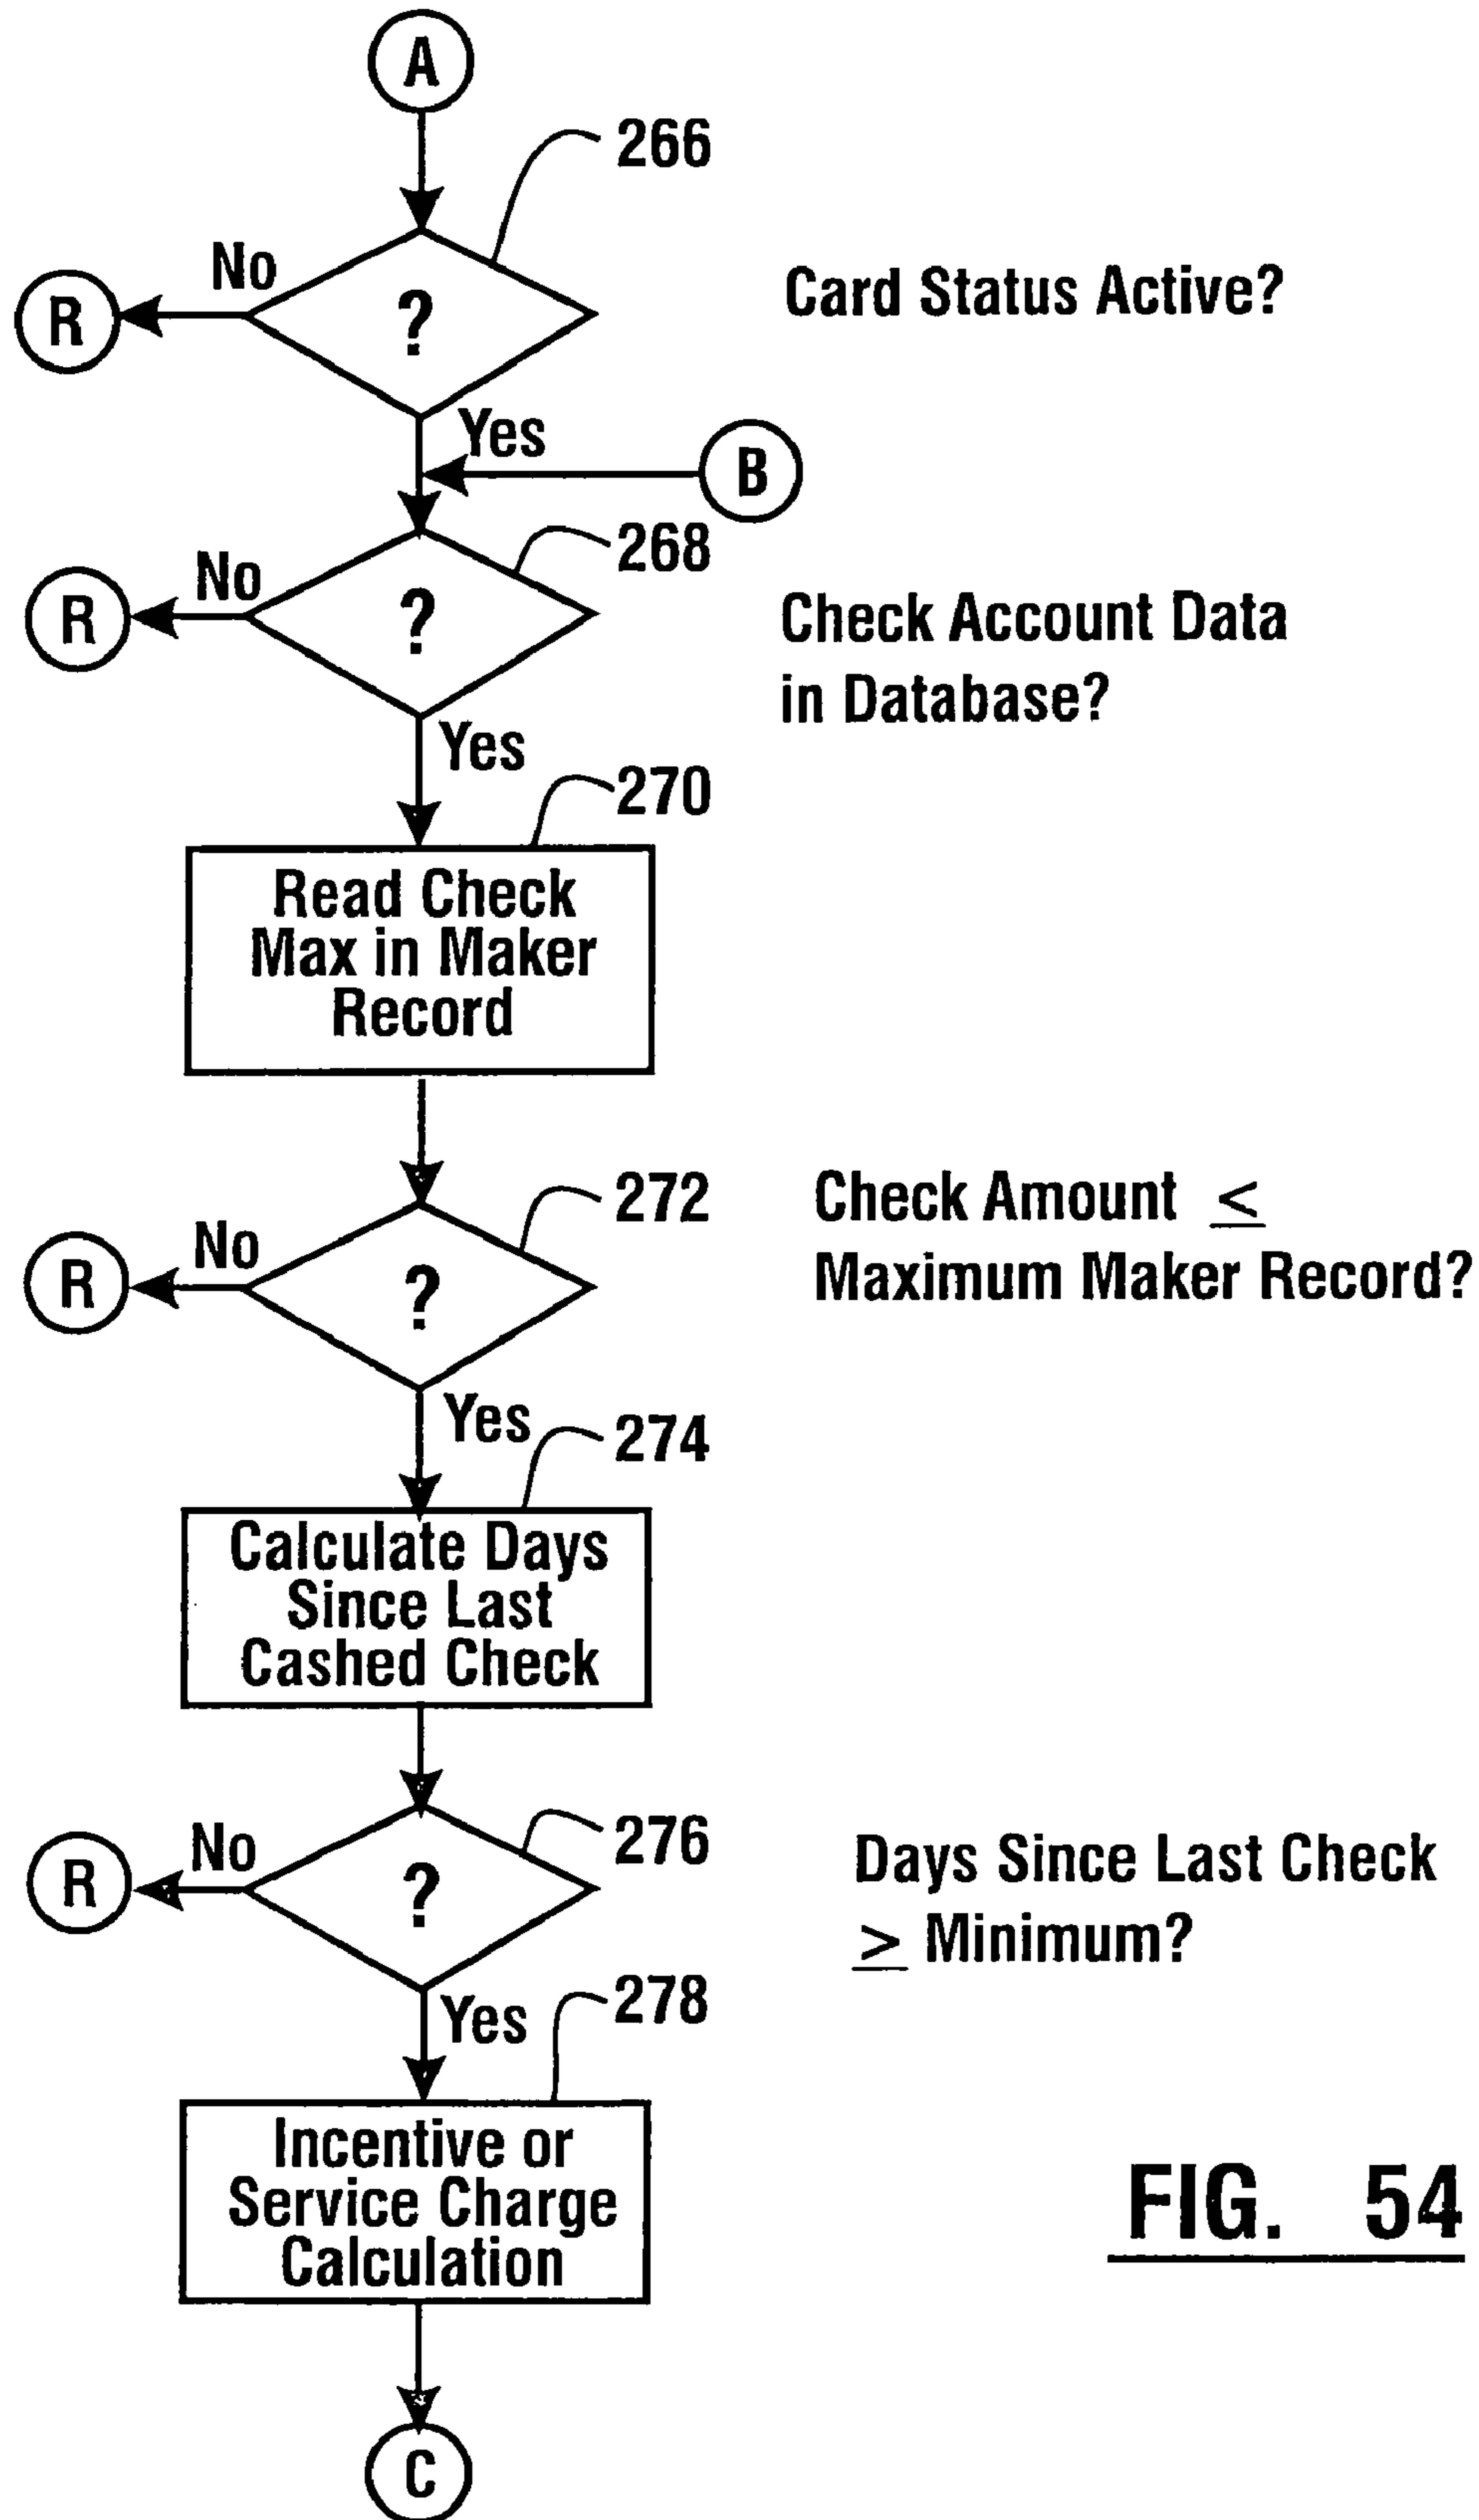 A
266
No
R
?
Card Status Active?
Yes
B
268
No
R
?
Check Account Data
in Database?
Yes
270
Read Check
Max in Maker
Record
272
Check Amount ≤
Maximum Maker Record?
No
R
?
Yes
274
Calculate Days
Since Last
Cashed Check
276
Days Since Last Check
≥ Minimum?
No
R
?
Yes
278
Incentive or
Service Charge
Calculation
FIG. 54
C